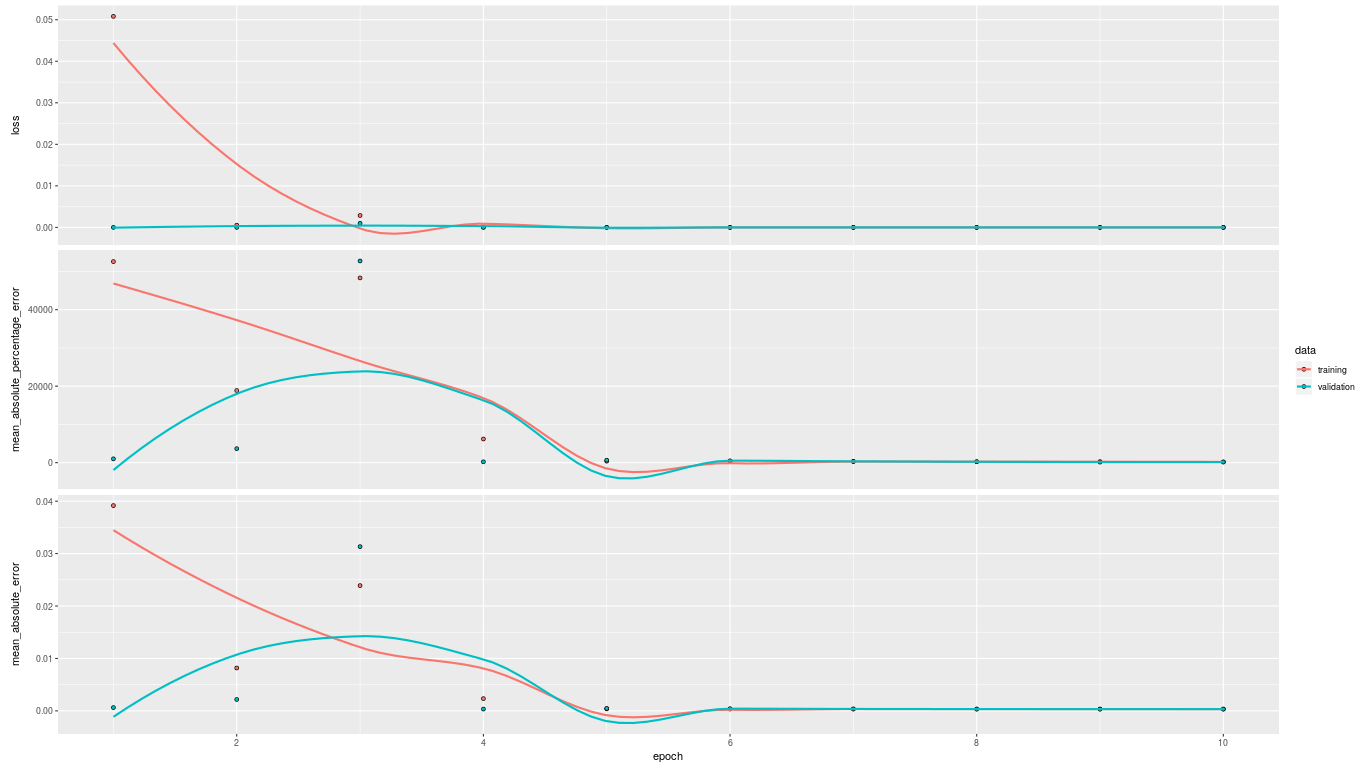 loss
0.05
0.04
0.03
0.02
0.01
0.00
mean_absolute_percentage_error
40000
20000
0
mean_absolute_error
0.04
0.03
0.02
0.01
0.00
2
4
6
8
10
epoch
data
training
validation